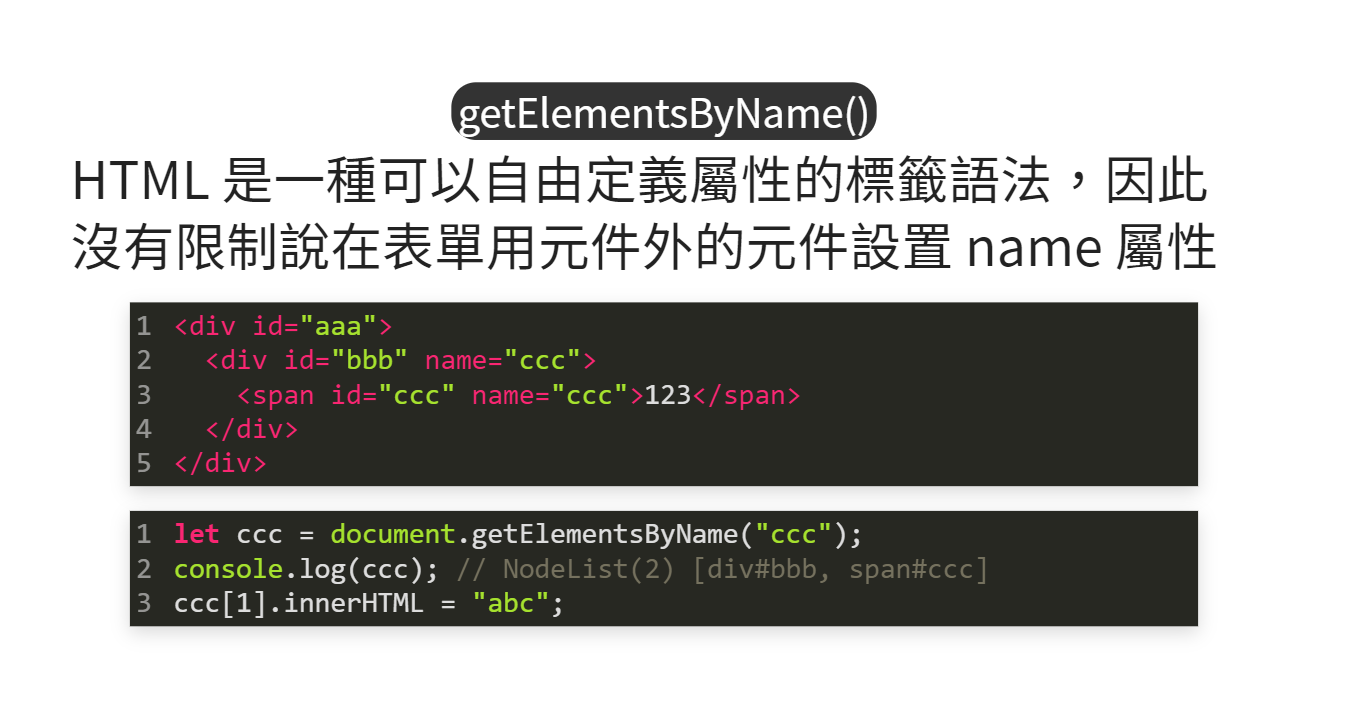 getElementsByName()
HTML 是一種可以自由定義屬性的標籤語法，因此
沒有限制說在表單用元件外的元件設置 name 屬性
1 <div id="aaa">
2   <div id="bbb" name="ccc">
3     <span id="ccc" name="ccc">123</span>
4   </div>
5 </div>
1 let ccc = document.getElementsByName("ccc");
2 console.log(ccc); // NodeList(2) [div#bbb, span#ccc]
3 ccc[1].innerHTML = "abc";